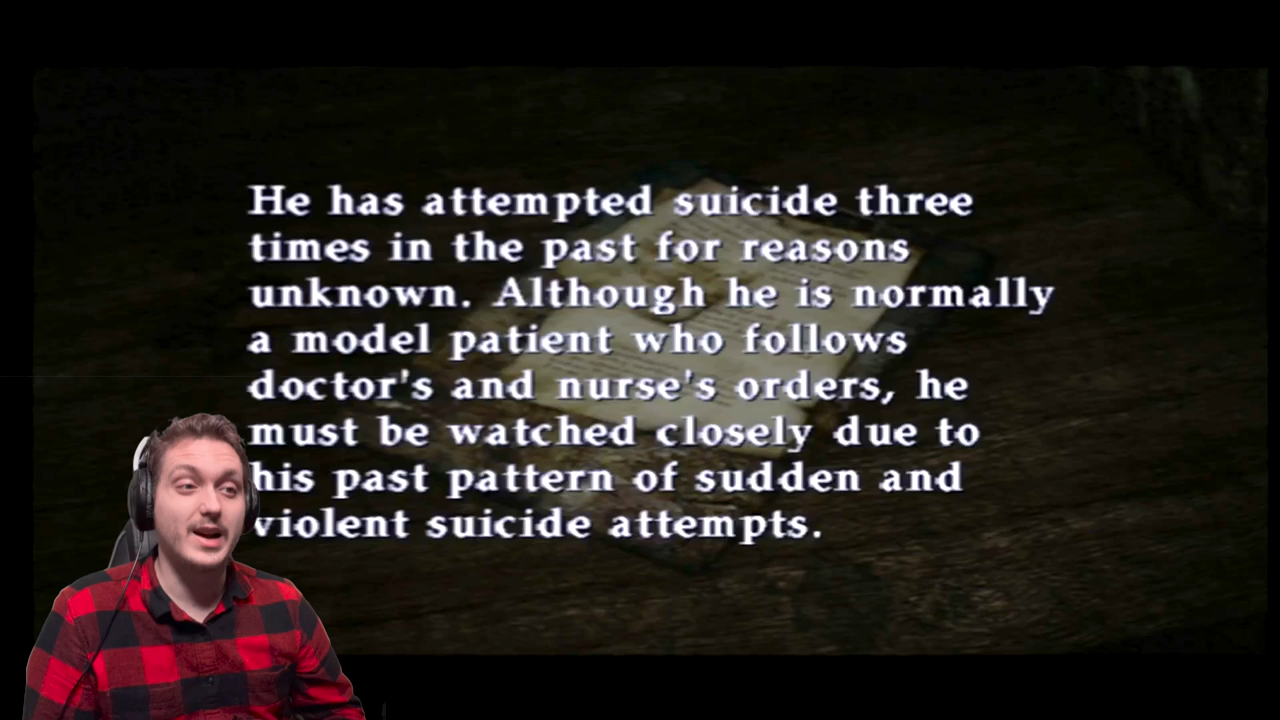 He has attempted suicide three
times in the past for reasons
unknown. Although he is normally
a model patient who follows
doctor's and nurse's orders, he
must be watched closely due to
his past pattern of sudden and
violent suicide attempts.